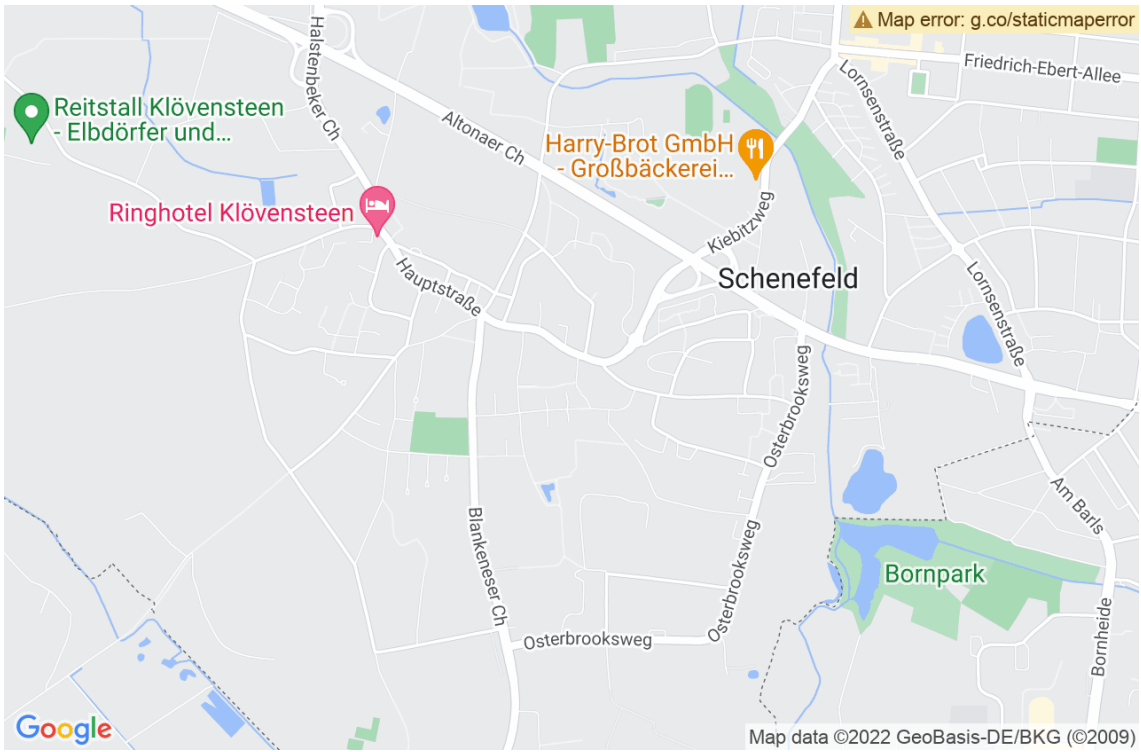 Map error: g.co/staticmaperror
Halstenbeker Ch
Friedrich-Ebert-Allee
Lornsenstraße
Reitstall Klövensteen
- Elbdörfer und...
Altonaer Ch
Harry-Brot GmbH
- Großbäckerei...
Ringhotel Klövensteen
Kiebitzweg
Hauptstraße
Schenefeld
Lornsenstraße
Osterbrooksweg
Am Barls
Blankeneser Ch
Osterbrooksweg
Bornpark
Osterbrooksweg
Bornheide
Google
Map data ©2022 GeoBasis-DE/BKG (©2009)